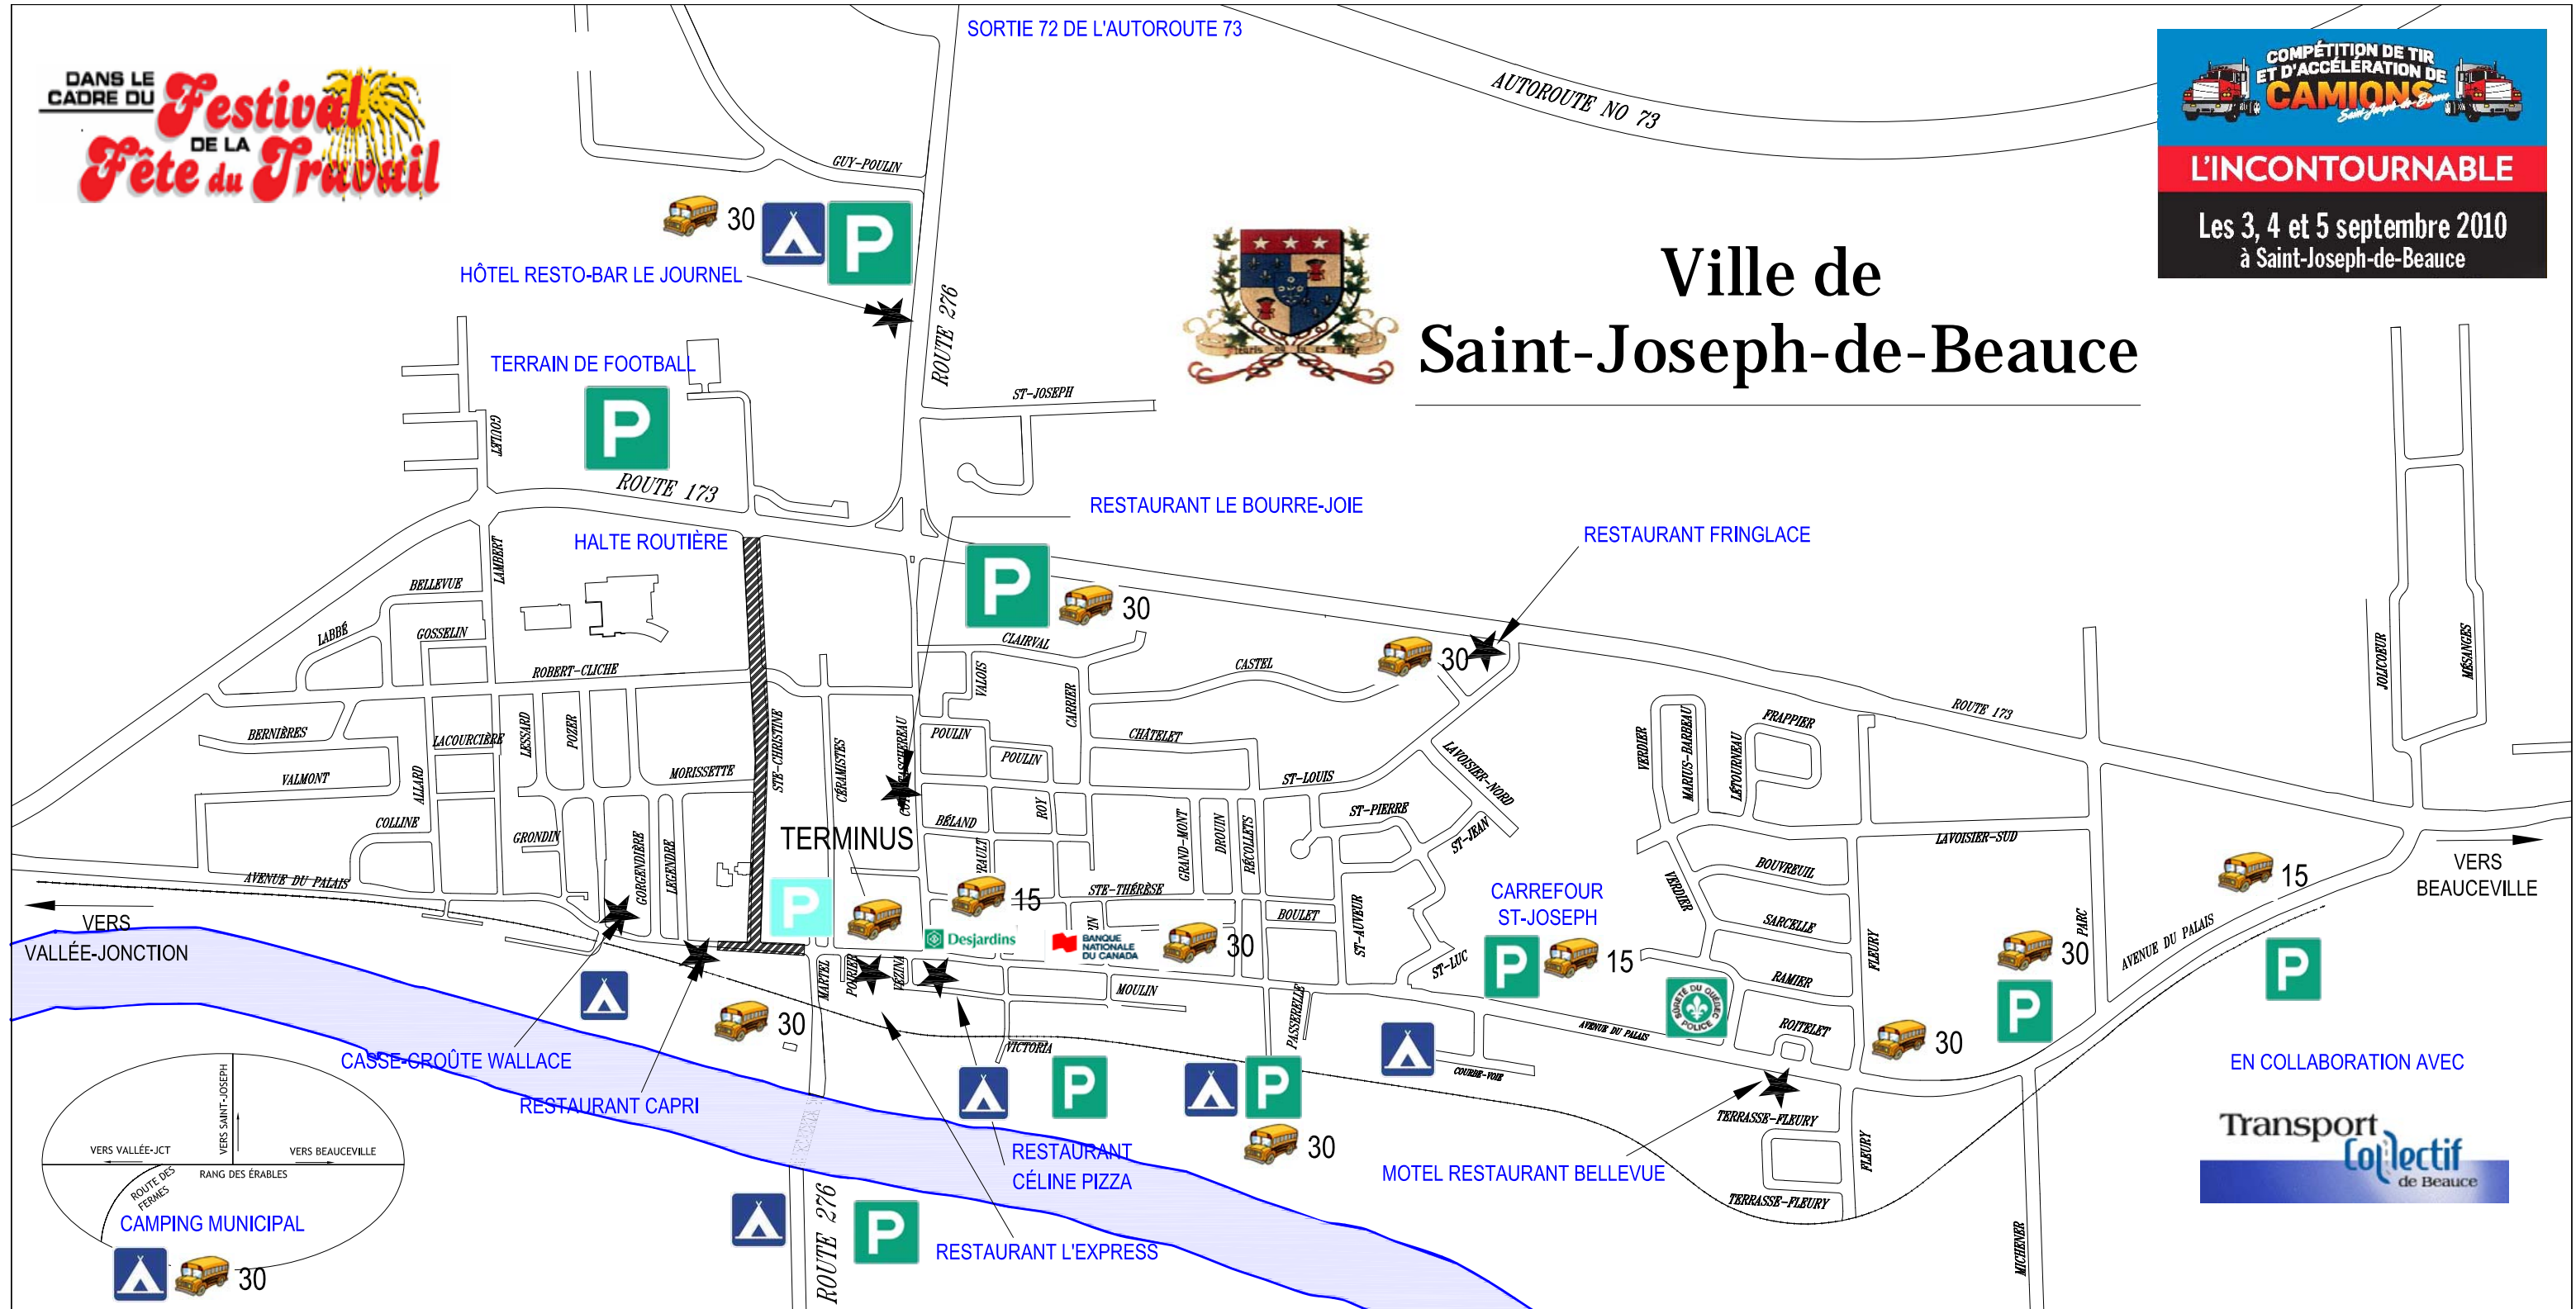 SORTIE 72 DE L'AUTOROUTE 73
DANS LE
CADRE DU
Festival
DE LA
Fête du Travail
AUTOROUTE NO 73
COMPÉTITION DE TIR
ET D'ACCÉLÉRATION DE
CAMIONS
Saint-Joseph-de-Beauce
L'INCONTOURNABLE
Les 3, 4 et 5 septembre 2010
à Saint-Joseph-de-Beauce
Ville de
Saint-Joseph-de-Beauce
GUY-POULIN
30
P
HÔTEL RESTO-BAR LE JOURNEL
ROUTE 276
TERRAIN DE FOOTBALL
P
ST-JOSEPH
GOULET
ROUTE 173
RESTAURANT LE BOURRE-JOIE
RESTAURANT FRINGLACE
HALTE ROUTIÈRE
LAMBERT
P
30
BELLEVUE
LABBÉ
GOSSELIN
ROBERT-CLICHE
CLAIRVAL
CASTEL
30
VALOIS
CARRIER
JOLICOEUR
MÉSANGES
ROUTE 173
BERNIÈRES
LACOURCIÈRE
LESSARD
POZER
STE-CHRISTINE
CÉRAMISTES
POULIN
POULIN
CHÂTELET
LAVOISIER-NORD
VERDIER
MARIUS-BARBEAU
LÉTOURNEAU
FRAPPIER
VALMONT
ALLARD
MORISSETTE
ST-LOUIS
ST-PIERRE
ST-JEAN
COLLINE
GRONDIN
GORGENDIÈRE
LEGENDRE
TERMINUS
BÉLAND
ROY
GRAND-MONT
DROUIN
RÉCOLLETS
LAVOISIER-SUD
VERS
BEAUCEVILLE
AVENUE DU PALAIS
VERS
VALLÉE-JONCTION
P
15
STE-THÉRÈSE
BOULET
ST-AUVEUR
CARREFOUR
ST-JOSEPH
VERDIER
BOUVREUIL
SARCELLE
FLEURY
PARC
15
AVENUE DU PALAIS
Desjardins
BANQUE
NATIONALE
DU CANADA
30
ST-LUC
P
15
RAMIER
30
P
P
MARTEL
POIRIER
VÉZINA
MOULIN
PASSERELLE
SÛRETÉ DU QUÉBEC
POLICE
AVENUE DU PALAIS
ROITELET
30
30
VICTORIA
COURBE-VOIE
EN COLLABORATION AVEC
Transport
Collectif
de Beauce
CASSE-CROÛTE WALLACE
RESTAURANT CAPRI
P
P
30
TERRASSE-FLEURY
FLEURY
RESTAURANT
CÉLINE PIZZA
MOTEL RESTAURANT BELLEVUE
TERRASSE-FLEURY
MICHENER
VERS SAINT-JOSEPH
VERS VALLÉE-JCT
VERS BEAUCEVILLE
RANG DES ÉRABLES
ROUTE DES
FERMES
CAMPING MUNICIPAL
30
ROUTE 276
P
RESTAURANT L'EXPRESS